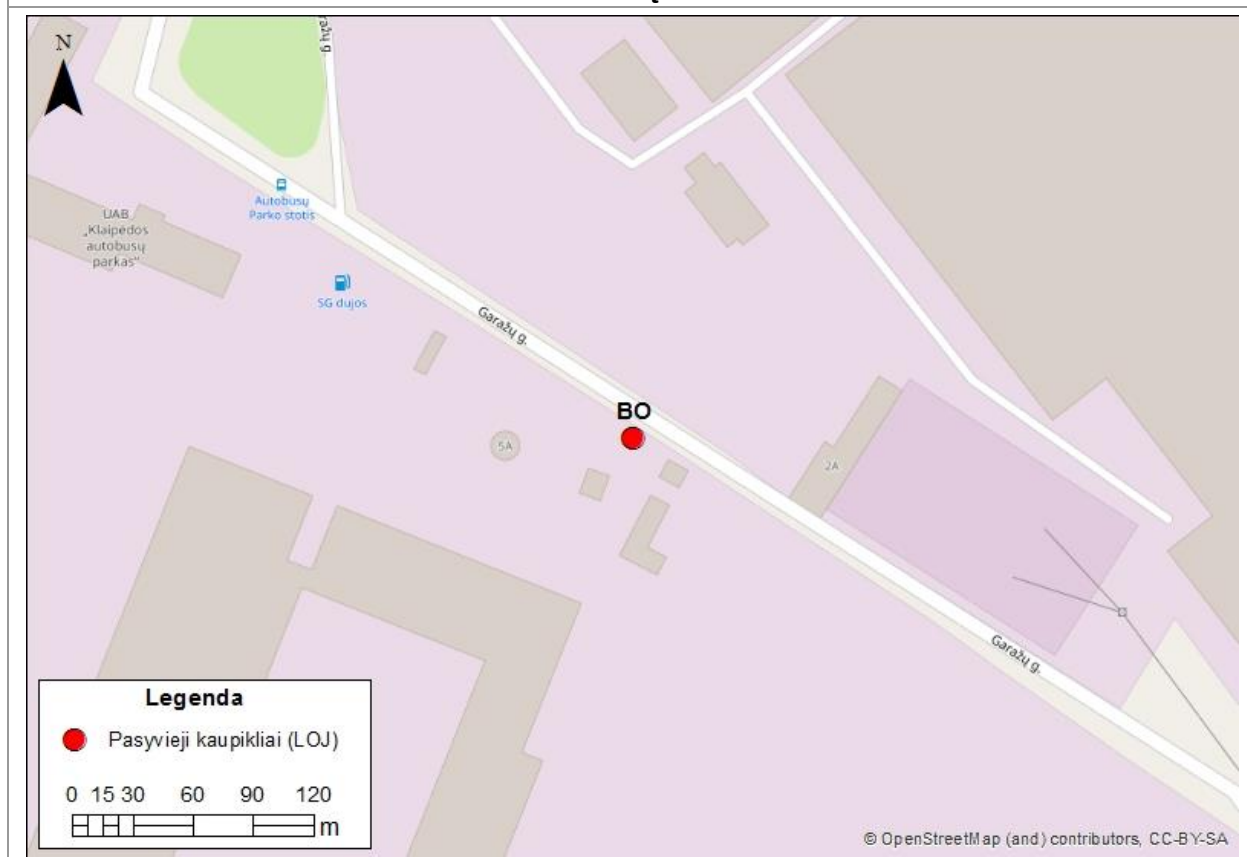 N
ražų g.
Autobusų
Parko stotis
UAB
„Klaipėdos
autobusų
parkas"
SG dujos
Garažų g.
BO
5A
2A
Garažų g.
Legenda
Pasyvieji kaupikliai (LOJ)
0 15 30 60 90 120
m
© OpenStreetMap (and) contributors, CC-BY-SA